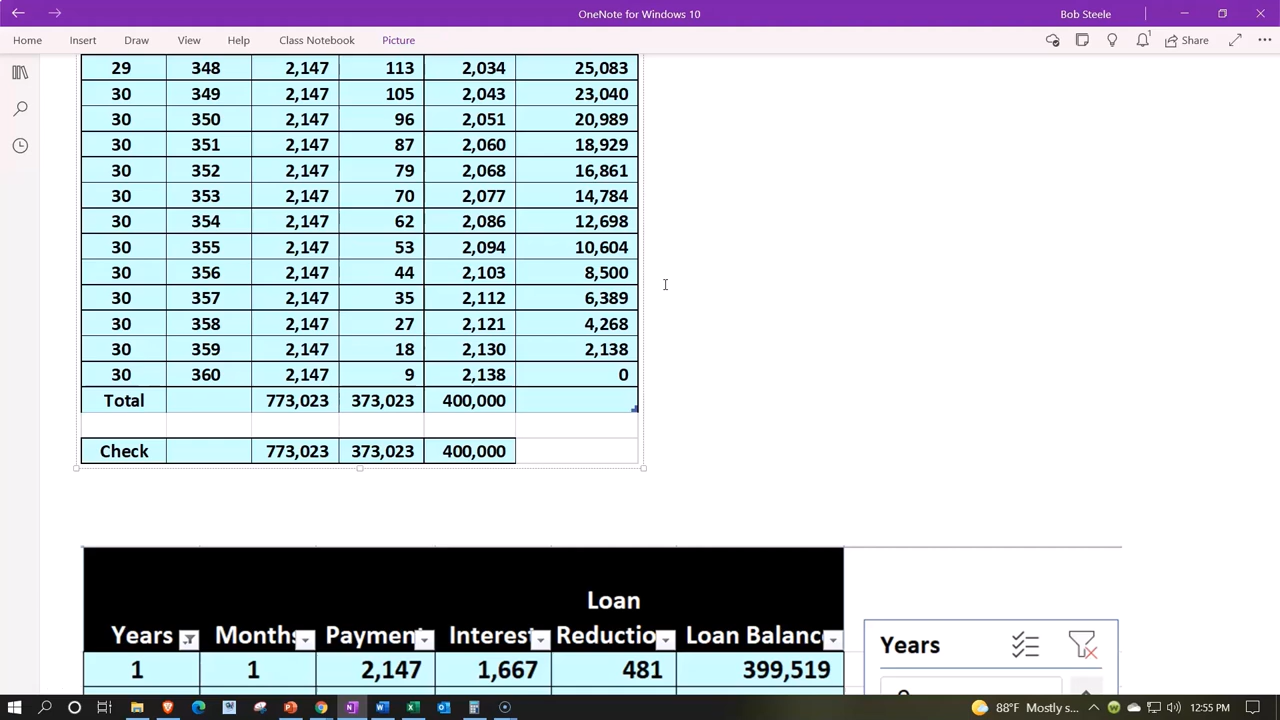 OneNote for Windows 10
Bob Steele
Home Insert Draw View Help Class Notebook Picture
Share
29 348 2,147 113 2,034 25,083
30 349 2,147 105 2,043 23,040
30 350 2,147 96 2,051 20,989
30 351 2,147 87 2,060 18,929
30 352 2,147 79 2,068 16,861
30 353 2,147 70 2,077 14,784
30 354 2,147 62 2,086 12,698
30 355 2,147 53 2,094 10,604
30 356 2,147 44 2,103 8,500
30 357 2,147 35 2,112 6,389
30 358 2,147 27 2,121 4,268
30 359 2,147 18 2,130 2,138
30 360 2,147 9 2,138 0
Total 773,023 373,023 400,000
Check 773,023 373,023 400,000
Loan
Years Months Payment Interest Reductio Loan Balanc
Years
1 1 2,147 1,667 481 399,519
88°F Mostly s... 12:55 PM